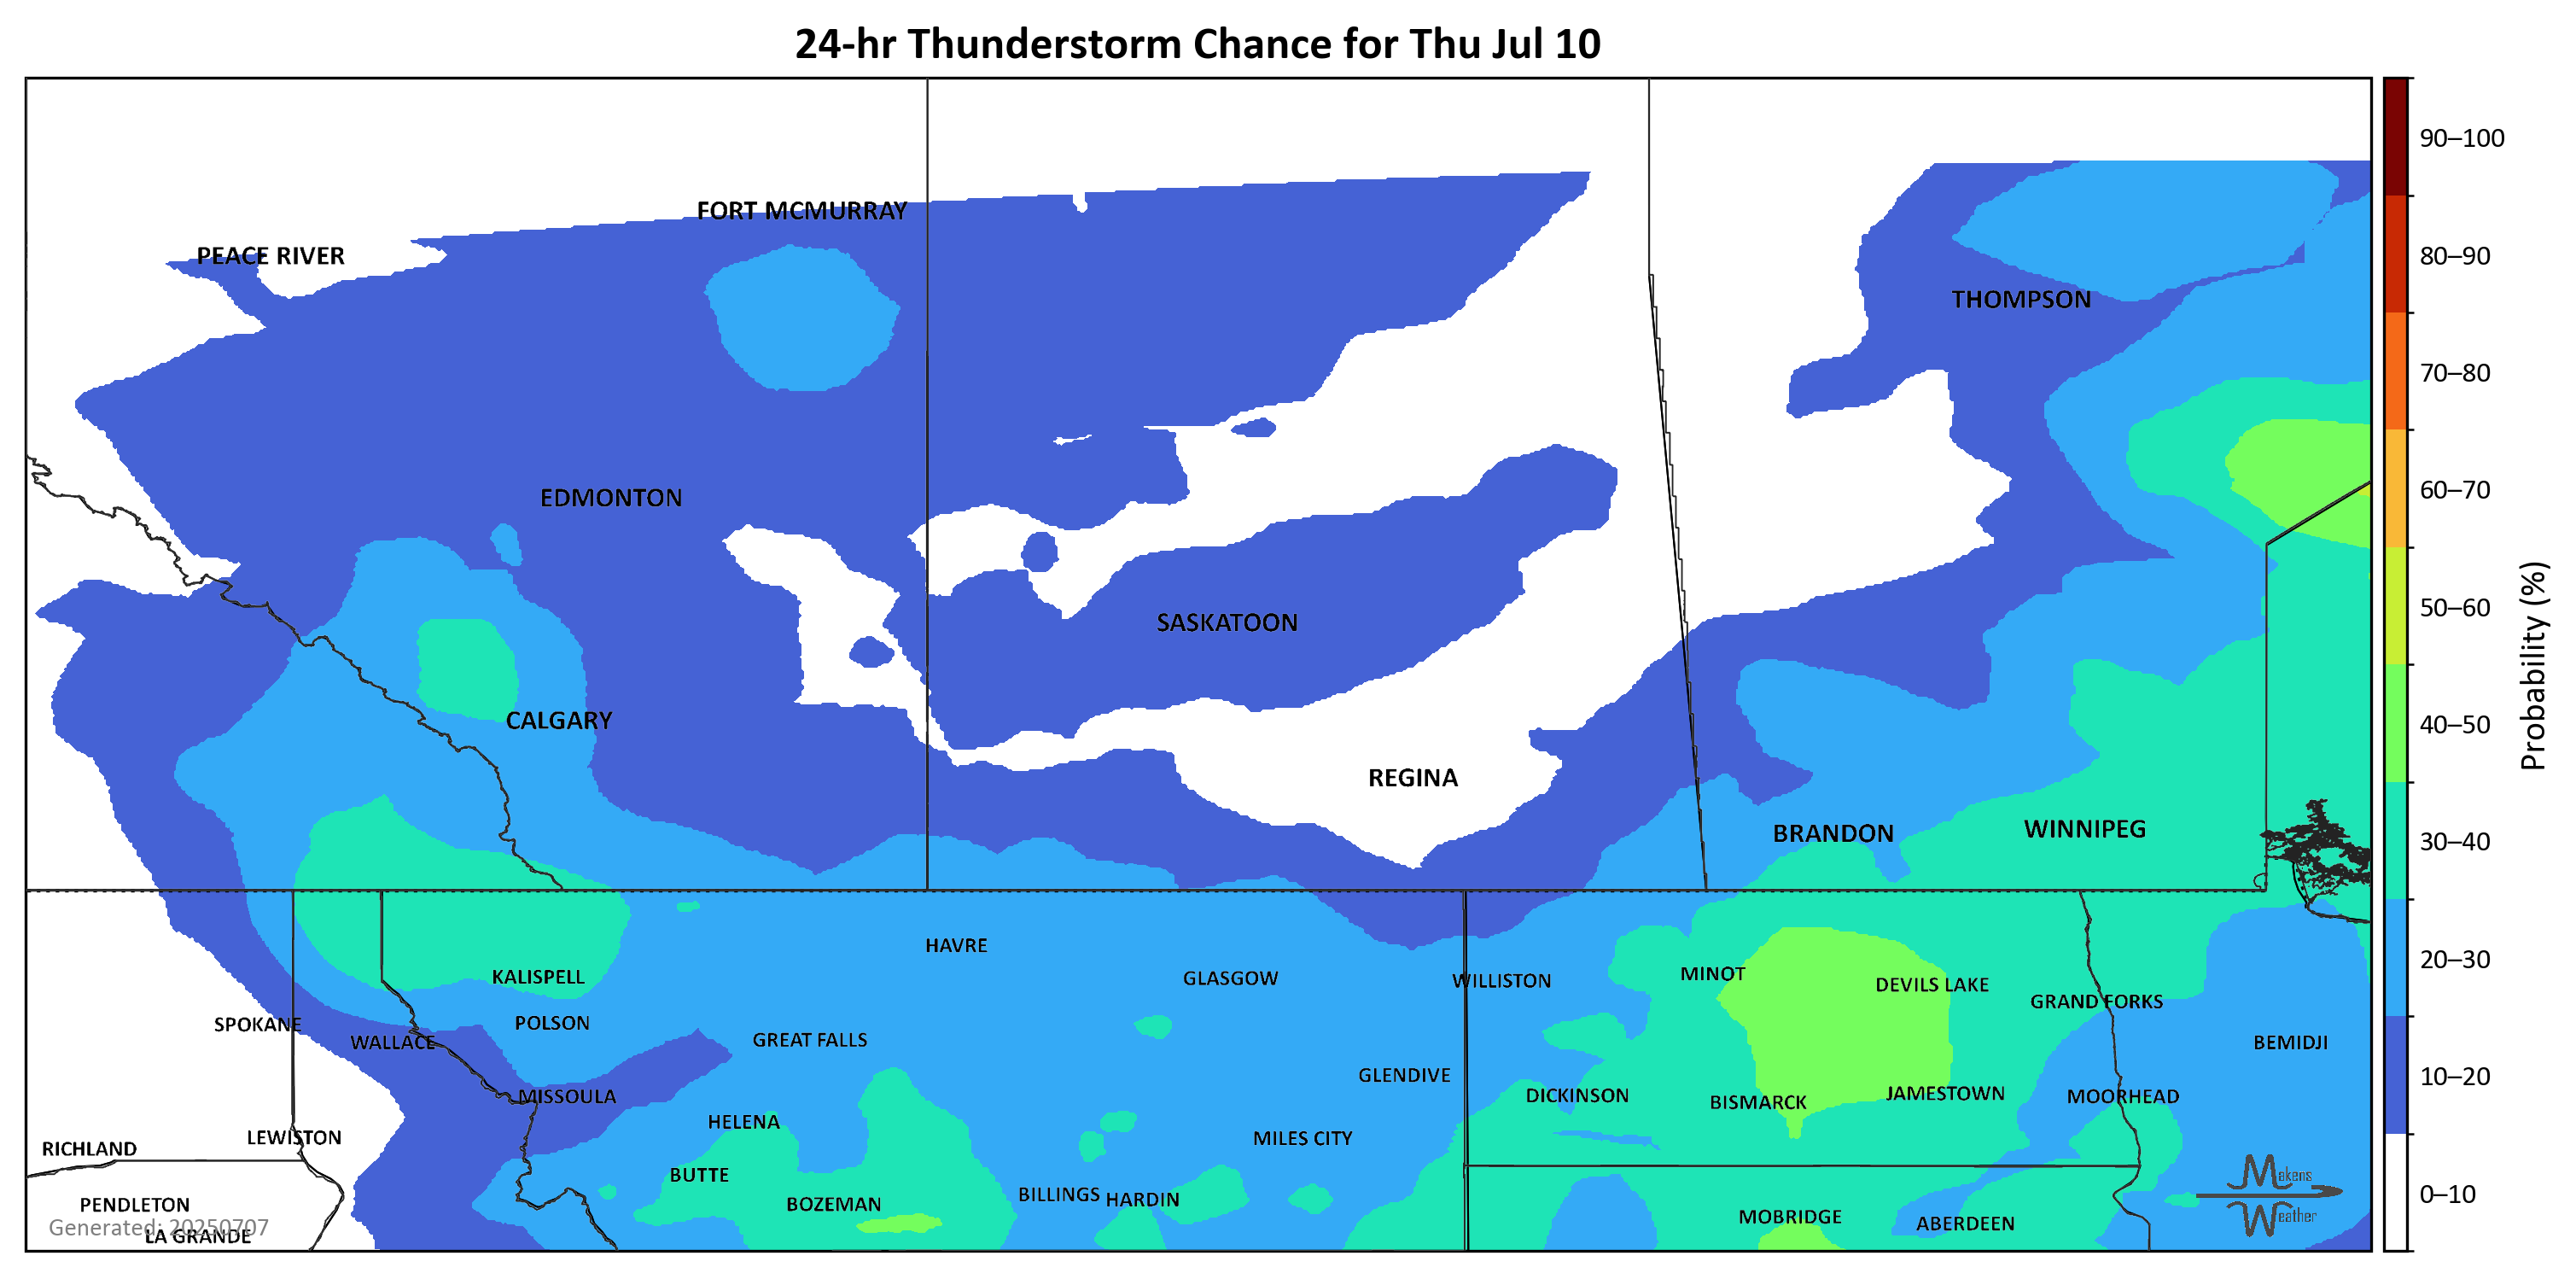 24-hr Thunderstorm Chance for Thu Jul 10
90–100
FORT MCMURRAY
PEACE RIVER
80–90
THOMPSON
70–80
60–70
EDMONTON
50–60
SASKATOON
Probability (%)
CALGARY
40–50
REGINA
WINNIPEG
BRANDON
30–40
HAVRE
20–30
MINOT
KALISPELL
GLASGOW
WILLISTON
DEVILS LAKE
GRAND FORKS
SPOKANE
POLSON
GREAT FALLS
WALLACE
BEMIDJI
GLENDIVE
10–20
MISSOULA
DICKINSON
BISMARCK
JAMESTOWN
MOORHEAD
HELENA
LEWISTON
MILES CITY
RICHLAND
BUTTE
Makens
0–10
BILLINGS
HARDIN
PENDLETON
BOZEMAN
MOBRIDGE
Weather
ABERDEEN
Generated: 20250707
LA GRANDE